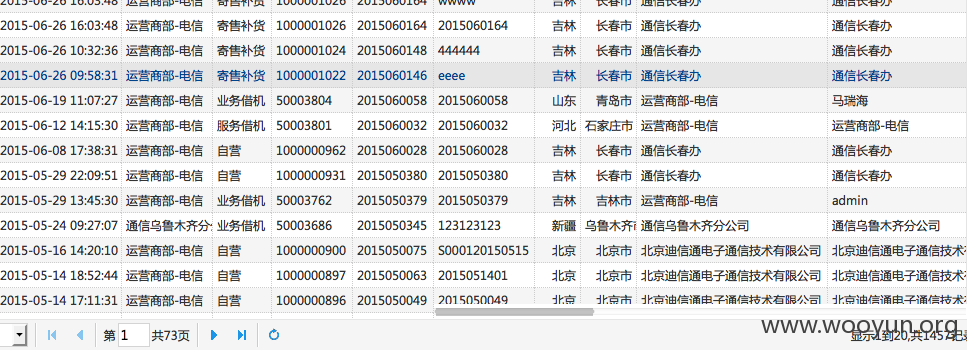 2015-06-26 16:03:48 运营商部-电信 寄售补货 1000001026 2015060164 wwww 吉林 长春市 通信长春办 通信长春办
2015-06-26 16:03:48 运营商部-电信 寄售补货 1000001026 2015060164 2015060164 吉林 长春市 通信长春办 通信长春办
2015-06-26 10:32:36 运营商部-电信 寄售补货 1000001024 2015060148 444444 吉林 长春市 通信长春办 通信长春办
2015-06-26 09:58:31 运营商部-电信 寄售补货 1000001022 2015060146 eeee 吉林 长春市 通信长春办 通信长春办
2015-06-19 11:07:27 运营商部-电信 业务借机 50003804 2015060058 2015060058 山东 青岛市 运营商部-电信 马瑞海
2015-06-12 14:15:30 运营商部-电信 服务借机 50003801 2015060032 2015060032 河北 石家庄市 运营商部-电信 运营商部-电信
2015-06-08 17:38:31 运营商部-电信 自营 1000000962 2015060028 2015060028 吉林 长春市 通信长春办 通信长春办
2015-05-29 22:09:51 运营商部-电信 自营 1000000931 2015050380 2015050380 吉林 长春市 通信长春办 通信长春办
2015-05-29 13:45:30 运营商部-电信 自营 50003762 2015050379 2015050379 吉林 吉林市 运营商部-电信 admin
2015-05-24 09:27:07 通信乌鲁木齐分 业务借机 50003686 2015050345 123123123 新疆 乌鲁木齐市 通信乌鲁木齐分公司 通信乌鲁木齐分公司
2015-05-16 14:20:10 运营商部-电信 自营 1000000900 2015050075 S000120150515 北京 北京市 北京迪信通电子通信技术有限公司 北京迪信通电子通信技术有
2015-05-14 18:52:44 运营商部-电信 自营 1000000897 2015050063 2015051401 北京 北京市 北京迪信通电子通信技术有限公司 北京迪信通电子通信技术有
2015-05-14 17:11:31 运营商部-电信 自营 1000000896 2015050049 2015050049 北京 北京市 北京迪信通电子通信技术有限公司 北京迪信通电子通信技术有
第 1 共73页 显示1到20,共1457记
www.wooyun.org